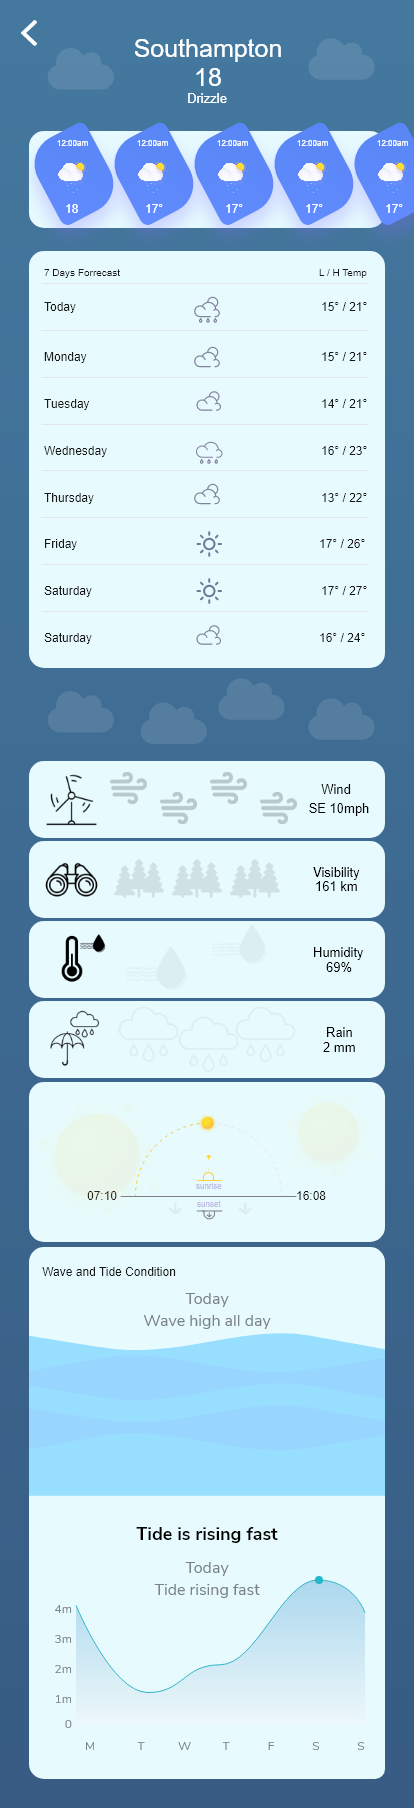 Southampton
18
Drizzle
12:00am 12:00am 12:00am 12:00am 12:00am
18 17° 17° 17° 17°
7 Days Forrecast L / H Temp
Today 15° / 21°
Monday 15° / 21°
Tuesday 14° / 21°
Wednesday 16° / 23°
Thursday 13° / 22°
Friday 17° / 26°
Saturday 17° / 27°
Saturday 16° / 24°
Wind
SE 10mph
Visibility
161 km
Humidity
69%
Rain
2 mm
sunrise
07:10 16:08
sunset
Wave and Tide Condition
Today
Wave high all day
Tide is rising fast
Today
Tide rising fast
4m
3m
2m
1m
0
M T W T F S S